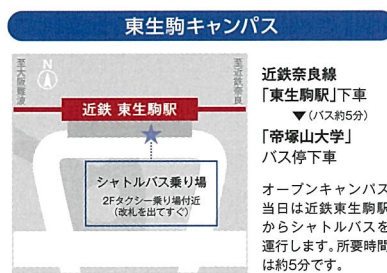 東生駒キャンパス
至大阪難波
N
至近鉄奈良
近鉄 東生駒駅
シャトルバス乗り場
2Fタクシー乗り場付近
(改札を出てすぐ)
近鉄奈良線
「東生駒駅」下車
▼(バス約5分)
「帝塚山大学」
バス停下車
オープンキャンパス
当日は近鉄東生駒駅
からシャトルバスを
運行します。所要時間
は約5分です。